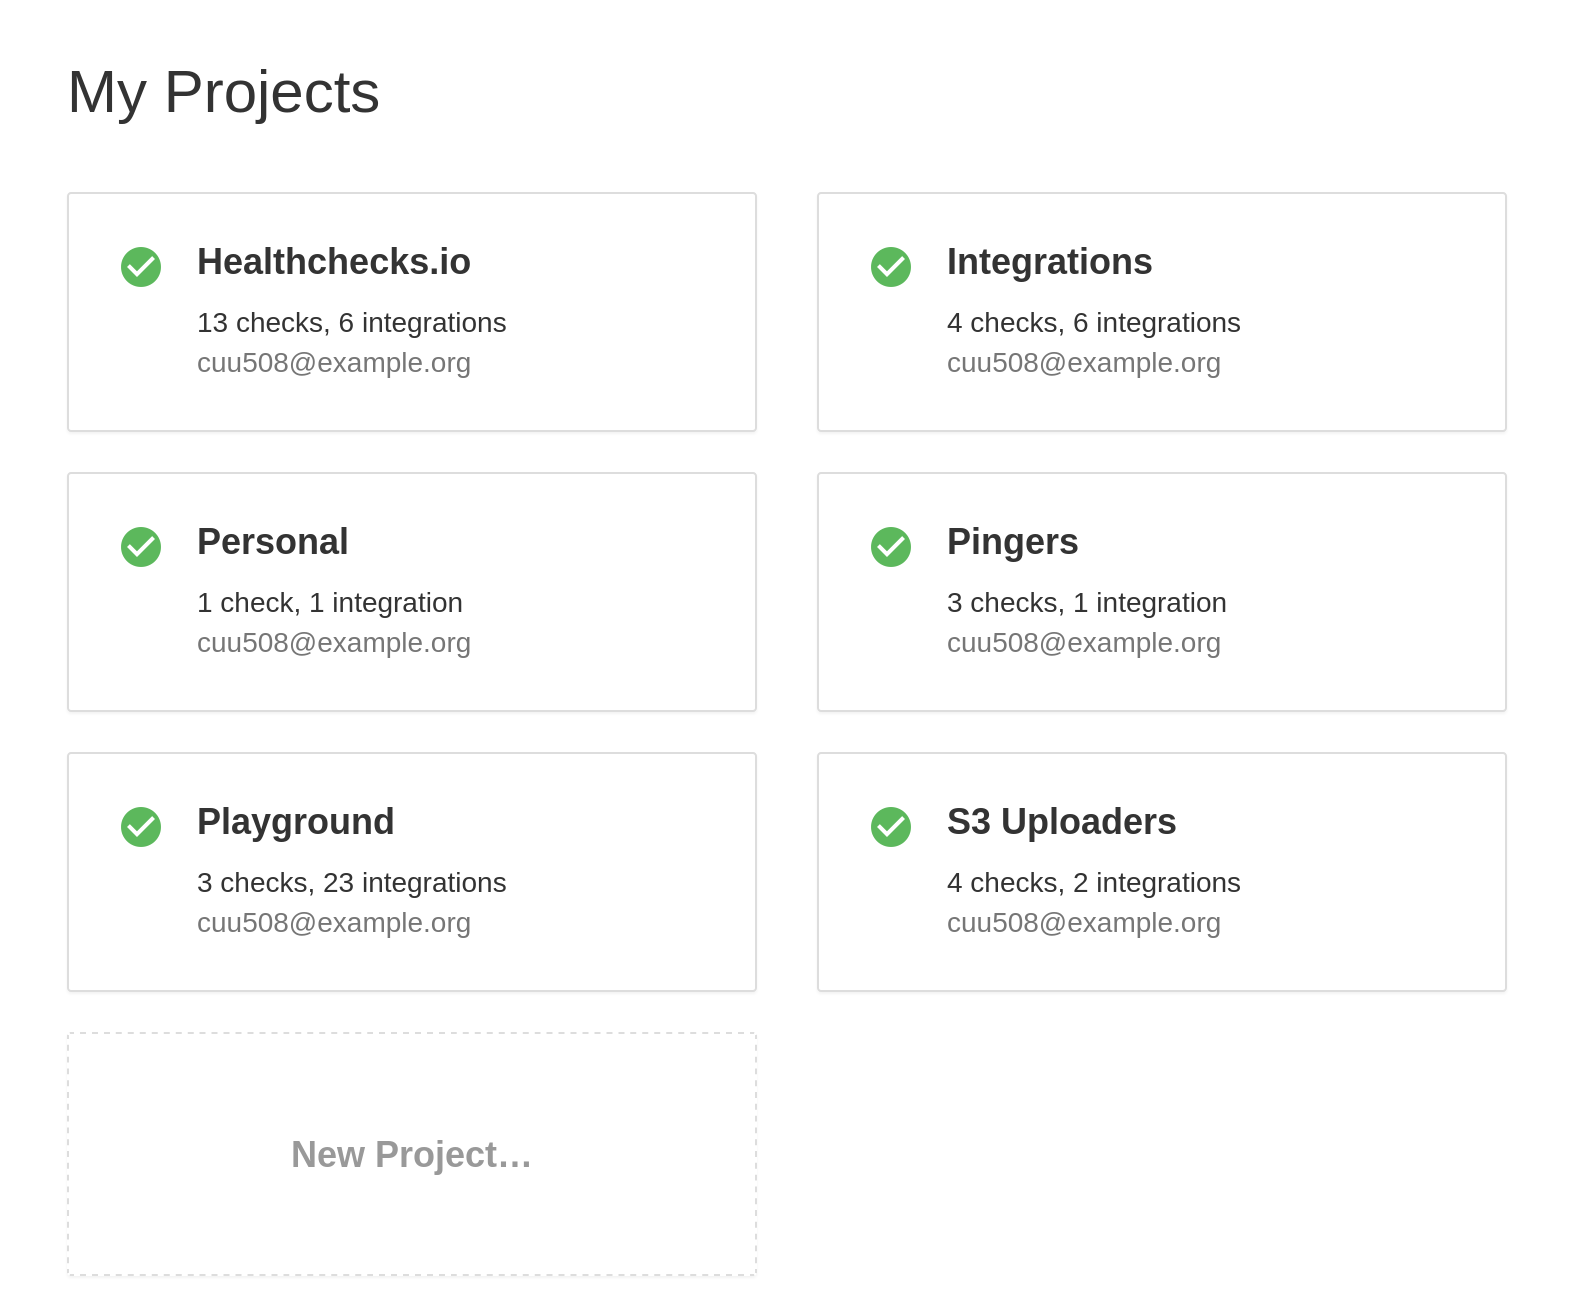 My Projects
Healthchecks.io
13 checks, 6 integrations
cuu508@example.org
Integrations
4 checks, 6 integrations
cuu508@example.org
Personal
1 check, 1 integration
cuu508@example.org
Pingers
3 checks, 1 integration
cuu508@example.org
Playground
3 checks, 23 integrations
cuu508@example.org
S3 Uploaders
4 checks, 2 integrations
cuu508@example.org
New Project…